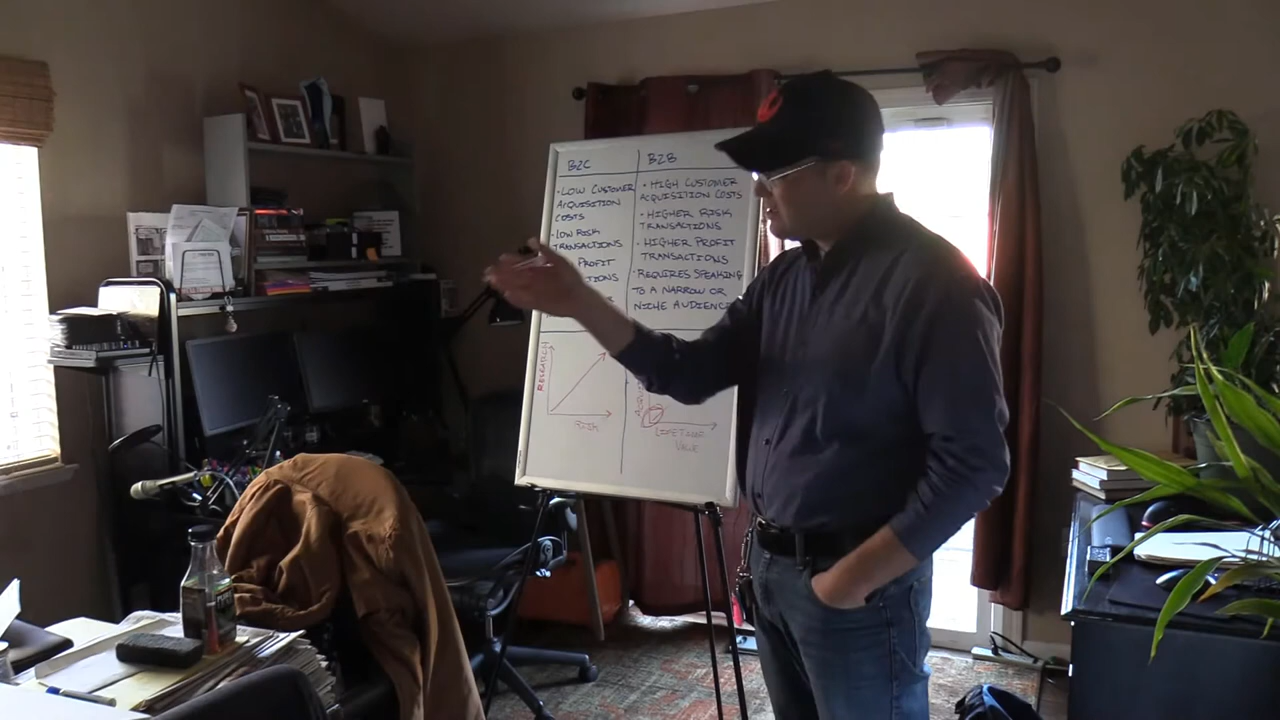 B2C
• LOW CUSTOMER
ACQUISITION
COSTS
• LOW RISK
TRANSACTIONS
PROFIT
B2B
• HIGH CUSTOMER
ACQUISITION COSTS
• HIGHER RISK
TRANSACTIONS
• HIGHER PROFIT
TRANSACTIONS
• REQUIRES SPEAKING
TO A NARROW OR
NICHE AUDIENCE
RESEARCH
RISK
LIFETIME
VALUE